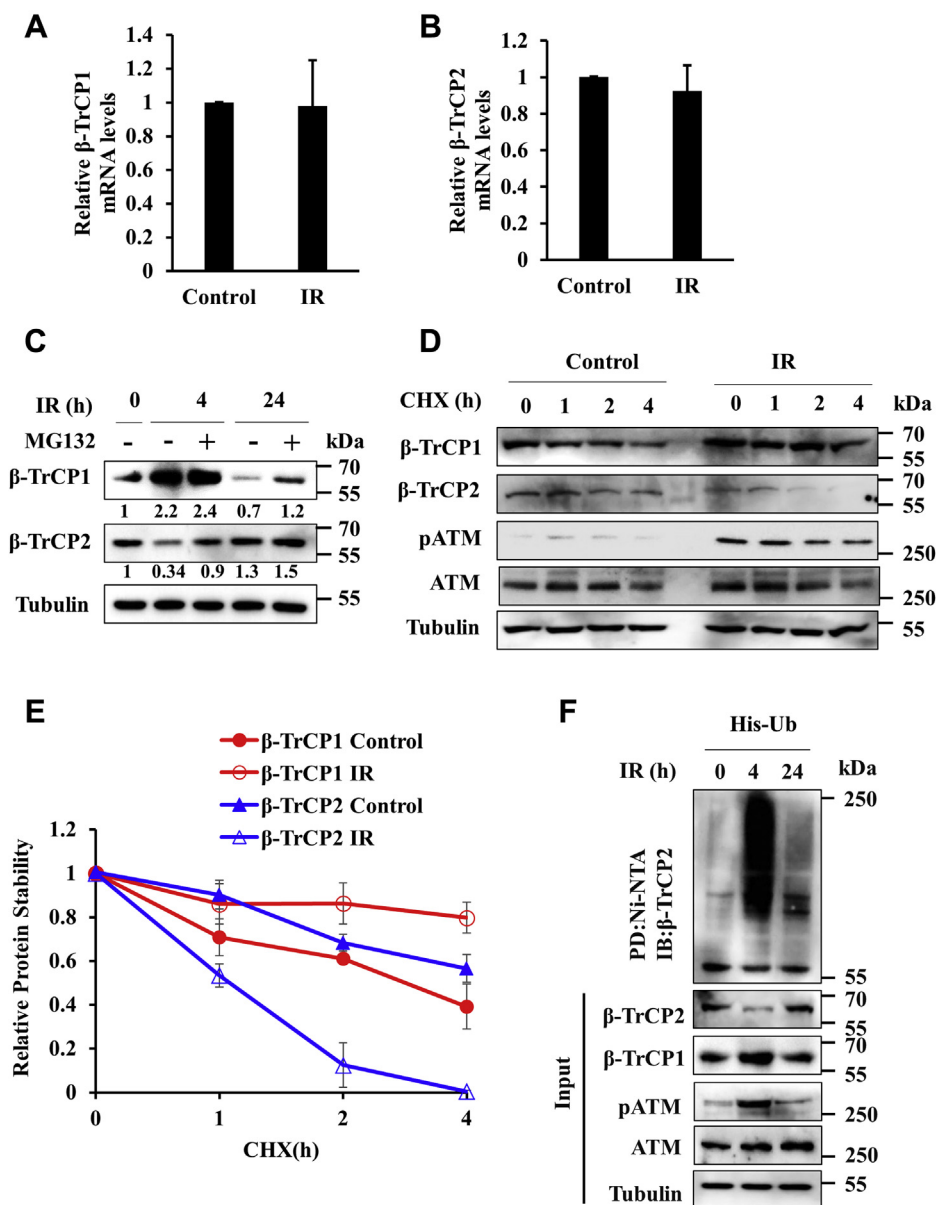 A
Relative β-TrCP1
mRNA levels
1.4
1.2
1
0.8
0.6
0.4
0.2
0
Control IR
B
Relative β-TrCP2
mRNA levels
1.2
1
0.8
0.6
0.4
0.2
0
Control IR
C
IR (h) 0 4 24
MG132 - - + - + kDa
β-TrCP1 70
55
1 2.2 2.4 0.7 1.2
β-TrCP2 70
55
1 0.34 0.9 1.3 1.5
Tubulin 55
D
Control IR
CHX (h) 0 1 2 4 0 1 2 4 kDa
β-TrCP1 70
55
β-TrCP2 70
55
pATM
250
ATM
250
Tubulin 55
E
β-TrCP1 Control
β-TrCP1 IR
β-TrCP2 Control
β-TrCP2 IR
Relative Protein Stability
1.2
1
0.8
0.6
0.4
0.2
0
0 1 2 4
CHX(h)
F
His-Ub
IR (h) 0 4 24 kDa
250
PD:Ni-NTA
IB:β-TrCP2
55
Input
β-TrCP2 70
55
β-TrCP1 70
55
pATM
250
ATM
250
Tubulin 55